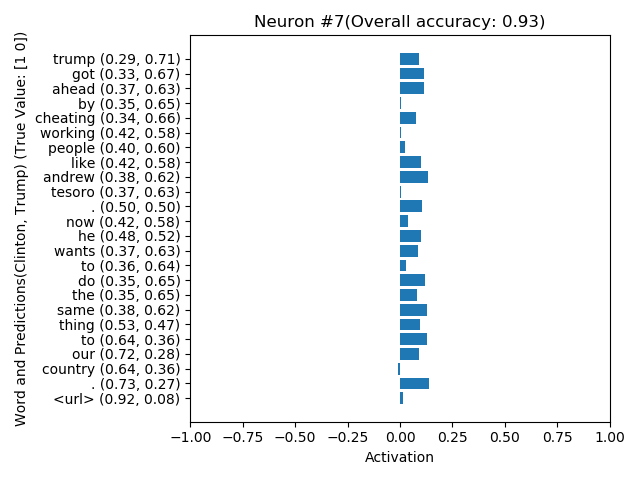 Neuron #7(Overall accuracy: 0.93)
Word and Predictions(Clinton, Trump) (True Value: [1 0])
trump (0.29, 0.71)
got (0.33, 0.67)
ahead (0.37, 0.63)
by (0.35, 0.65)
cheating (0.34, 0.66)
working (0.42, 0.58)
people (0.40, 0.60)
like (0.42, 0.58)
andrew (0.38, 0.62)
tesoro (0.37, 0.63)
. (0.50, 0.50)
now (0.42, 0.58)
he (0.48, 0.52)
wants (0.37, 0.63)
to (0.36, 0.64)
do (0.35, 0.65)
the (0.35, 0.65)
same (0.38, 0.62)
thing (0.53, 0.47)
to (0.64, 0.36)
our (0.72, 0.28)
country (0.64, 0.36)
. (0.73, 0.27)
<url> (0.92, 0.08)
−1.00 −0.75 −0.50 −0.25 0.00 0.25 0.50 0.75 1.00
Activation